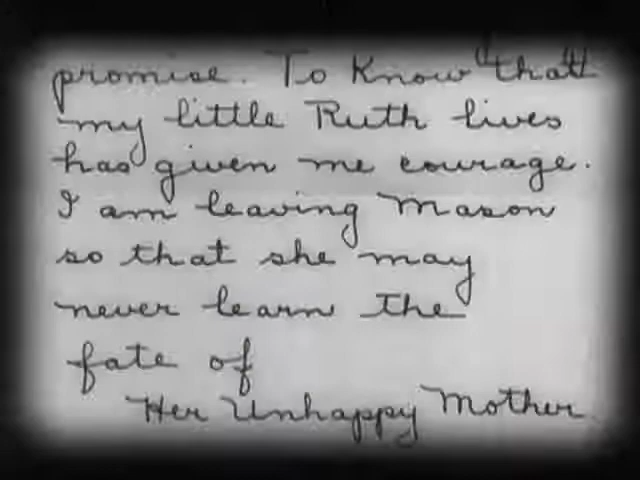 promise. To Know that
my little Ruth lives
has given me courage.
I am leaving Mason
so that she may
never learn the
fate of
Her Unhappy Mother